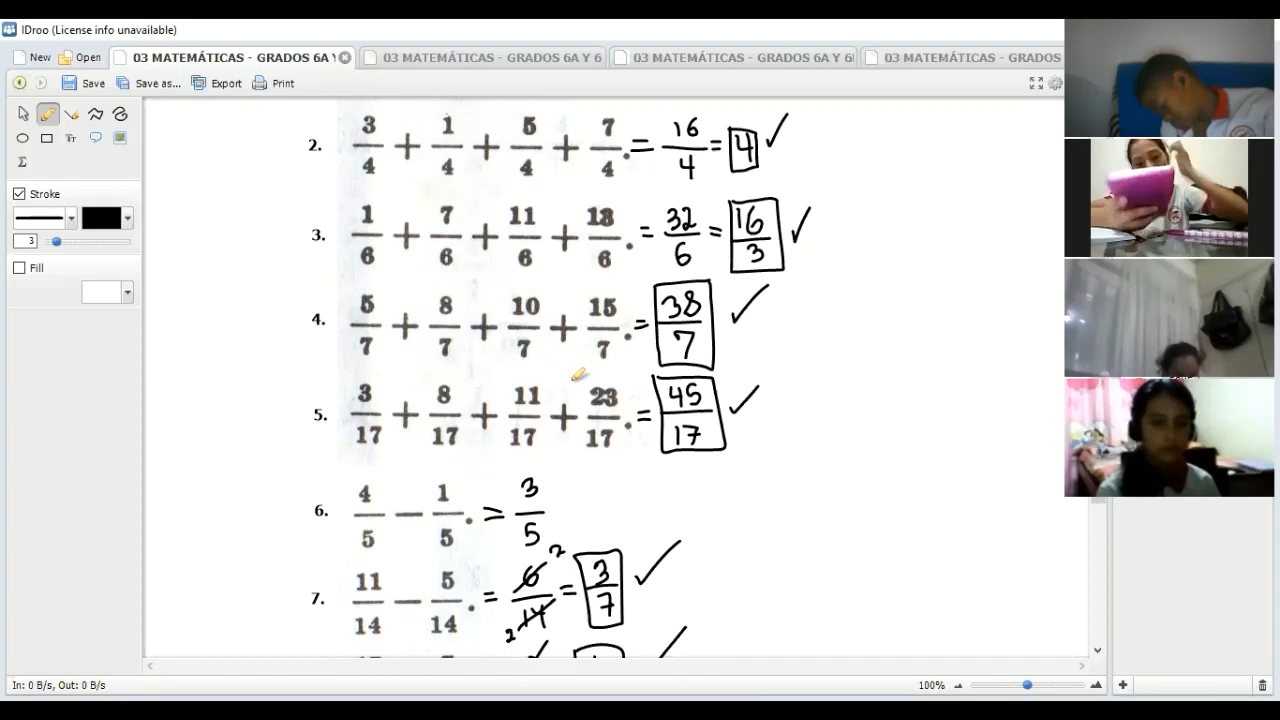 IDroo (License info unavailable)
New Open 03 MATEMÁTICAS - GRADOS 6A Y 03 MATEMÁTICAS - GRADOS 6A Y 6 03 MATEMÁTICAS - GRADOS 6A Y 6 03 MATEMÁTICAS - GRADOS
Save Save as... Export Print
Tr
Σ
Stroke
3
Fill
2. 3/4 + 1/4 + 5/4 + 7/4. = 16/4 = 4 ✓
3. 1/6 + 7/6 + 11/6 + 13/6. = 32/6 = 16/3 ✓
4. 5/7 + 8/7 + 10/7 + 15/7. = 38/7 ✓
5. 3/17 + 8/17 + 11/17 + 23/17. = 45/17 ✓
6. 4/5 − 1/5. = 3/5
7. 11/14 − 5/14. = 6/14 = 3/7 ✓
In: 0 B/s, Out: 0 B/s 100%